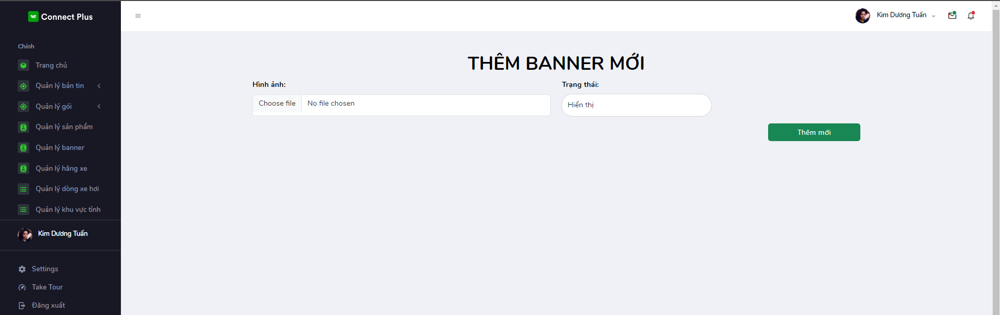 Connect Plus
Chính
Trang chủ
Quản lý bản tin
Quản lý gói
Quản lý sản phẩm
Quản lý banner
Quản lý hãng xe
Quản lý dòng xe hơi
Quản lý khu vực tỉnh
Kim Dương Tuấn
Settings
Take Tour
Đăng xuất
Kim Dương Tuấn
THÊM BANNER MỚI
Hình ảnh:
Choose file No file chosen
Trạng thái:
Hiển thị
Thêm mới